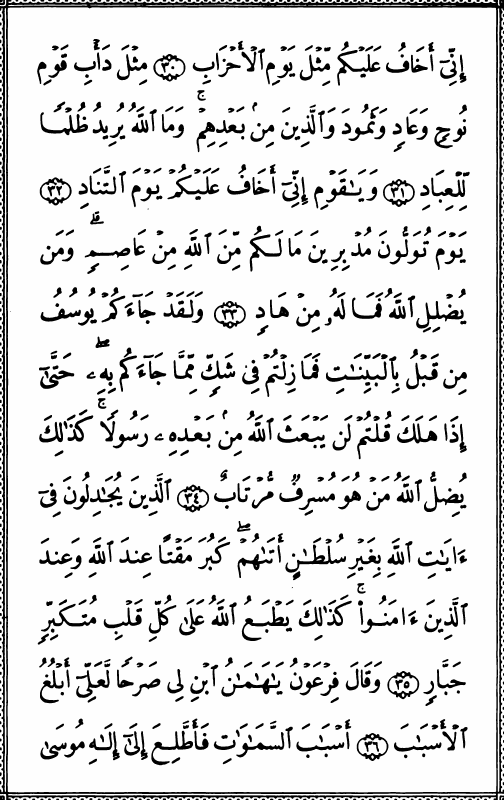 إِنِّىٓ أَخَافُ عَلَيْكُم مِّثْلَ يَوْمِ ٱلْأَحْزَابِ ﴿٣٠﴾ مِثْلَ دَأْبِ قَوْمِ
نُوحٍ وَعَادٍ وَثَمُودَ وَٱلَّذِينَ مِنۢ بَعْدِهِمْ ۚ وَمَا ٱللَّهُ يُرِيدُ ظُلْمًا
لِّلْعِبَادِ ﴿٣١﴾ وَيَـٰقَوْمِ إِنِّىٓ أَخَافُ عَلَيْكُمْ يَوْمَ ٱلتَّنَادِ ﴿٣٢﴾
يَوْمَ تُوَلُّونَ مُدْبِرِينَ مَا لَكُم مِّنَ ٱللَّهِ مِنْ عَاصِمٍ ۗ وَمَن
يُضْلِلِ ٱللَّهُ فَمَا لَهُۥ مِنْ هَادٍ ﴿٣٣﴾ وَلَقَدْ جَآءَكُمْ يُوسُفُ
مِن قَبْلُ بِٱلْبَيِّنَـٰتِ فَمَا زِلْتُمْ فِى شَكٍّ مِّمَّا جَآءَكُم بِهِۦ ۖ حَتَّىٰٓ
إِذَا هَلَكَ قُلْتُمْ لَن يَبْعَثَ ٱللَّهُ مِنۢ بَعْدِهِۦ رَسُولًا ۚ كَذَٰلِكَ
يُضِلُّ ٱللَّهُ مَنْ هُوَ مُسْرِفٌ مُّرْتَابٌ ﴿٣٤﴾ ٱلَّذِينَ يُجَـٰدِلُونَ فِىٓ
ءَايَـٰتِ ٱللَّهِ بِغَيْرِ سُلْطَـٰنٍ أَتَىٰهُمْ ۖ كَبُرَ مَقْتًا عِندَ ٱللَّهِ وَعِندَ
ٱلَّذِينَ ءَامَنُوا۟ ۚ كَذَٰلِكَ يَطْبَعُ ٱللَّهُ عَلَىٰ كُلِّ قَلْبِ مُتَكَبِّرٍ
جَبَّارٍ ﴿٣٥﴾ وَقَالَ فِرْعَوْنُ يَـٰهَـٰمَـٰنُ ٱبْنِ لِى صَرْحًا لَّعَلِّىٓ أَبْلُغُ
ٱلْأَسْبَـٰبَ ﴿٣٦﴾ أَسْبَـٰبَ ٱلسَّمَـٰوَٰتِ فَأَطَّلِعَ إِلَىٰٓ إِلَـٰهِ مُوسَىٰ